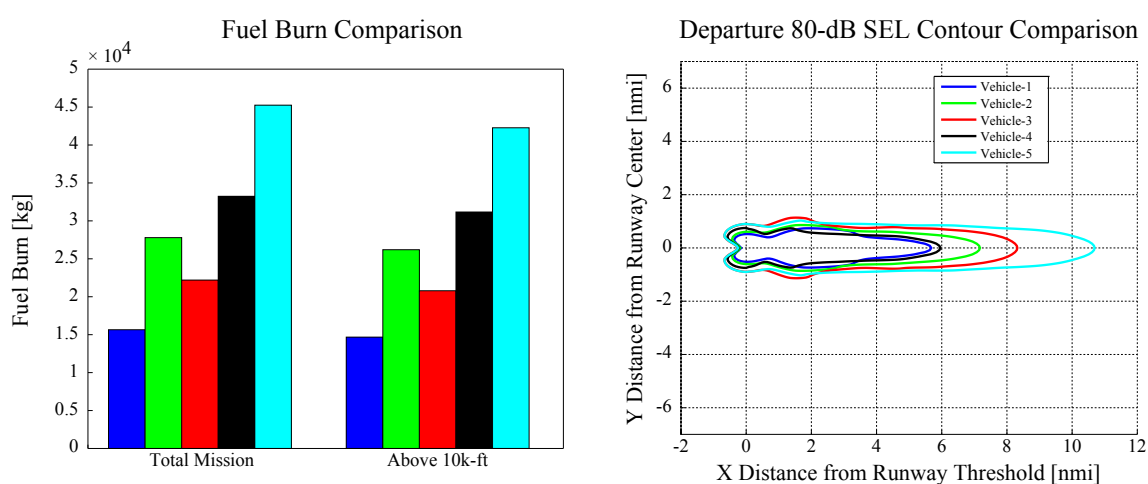 Fuel Burn Comparison
× 10⁴
5
4.5
4
3.5
3
2.5
2
1.5
1
0.5
0
Fuel Burn [kg]
Total Mission
Above 10k-ft
Departure 80-dB SEL Contour Comparison
Vehicle-1
Vehicle-2
Vehicle-3
Vehicle-4
Vehicle-5
6
4
2
0
-2
-4
-6
Y Distance from Runway Center [nmi]
-2 0 2 4 6 8 10 12
X Distance from Runway Threshold [nmi]